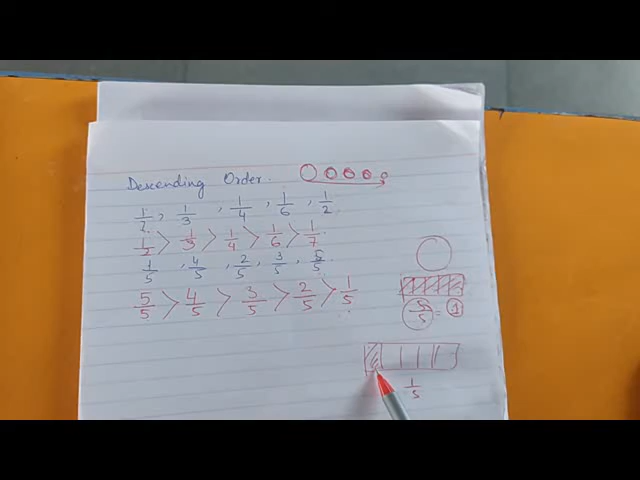 Descending Order.
1/7, 1/3, 1/4, 1/6, 1/2
1/2 > 1/3 > 1/4 > 1/6 > 1/7
1/5, 4/5, 2/5, 3/5, 5/5
5/5 > 4/5 > 3/5 > 2/5 > 1/5
5/5 = 1
1/5